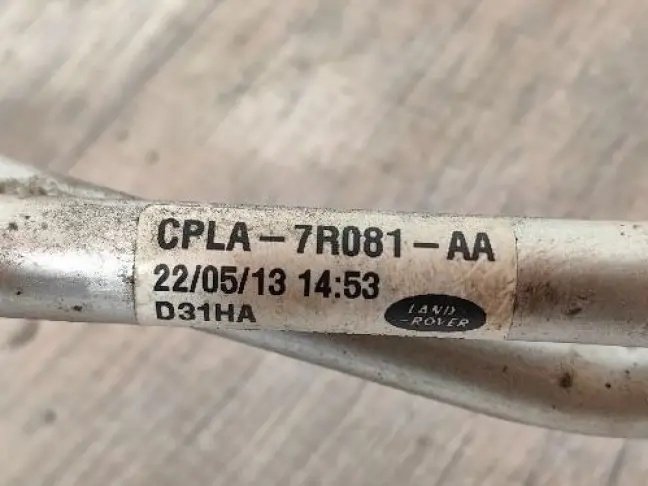 CPLA-7R081-AA
22/05/13 14:53
D31HA
LAND
-ROVER